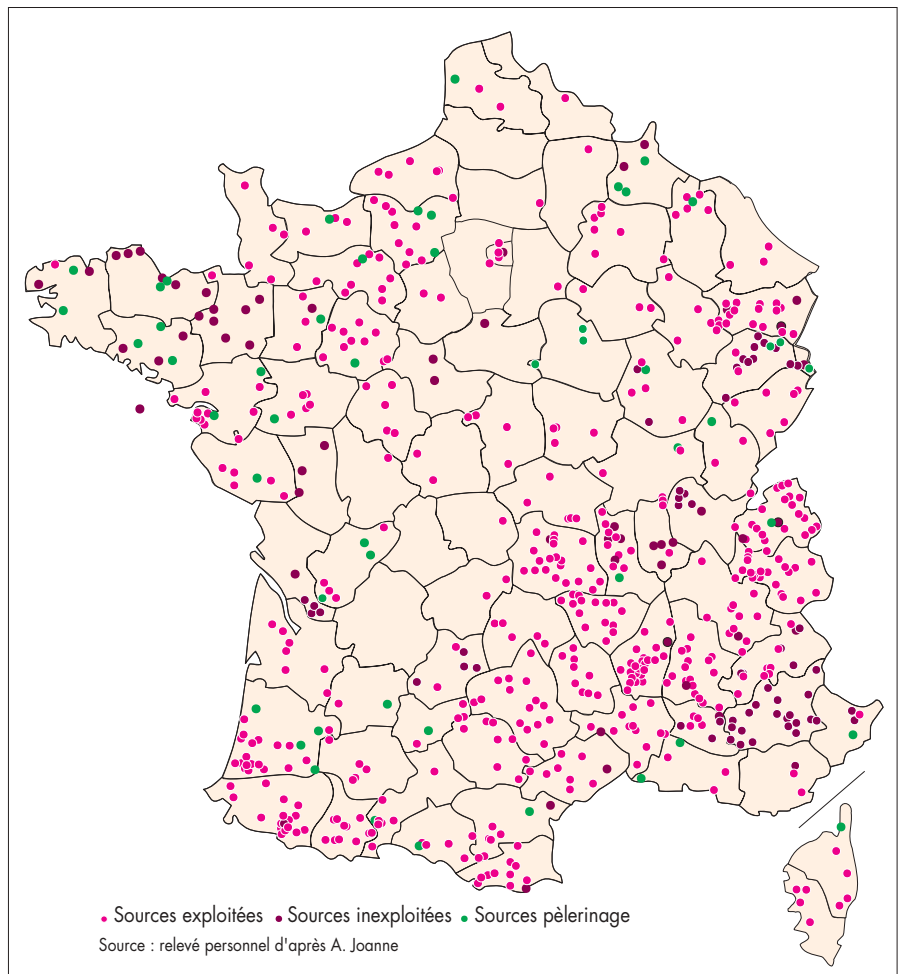 Sources exploitées Sources inexploitées Sources pèlerinage
Source : relevé personnel d'après A. Joanne